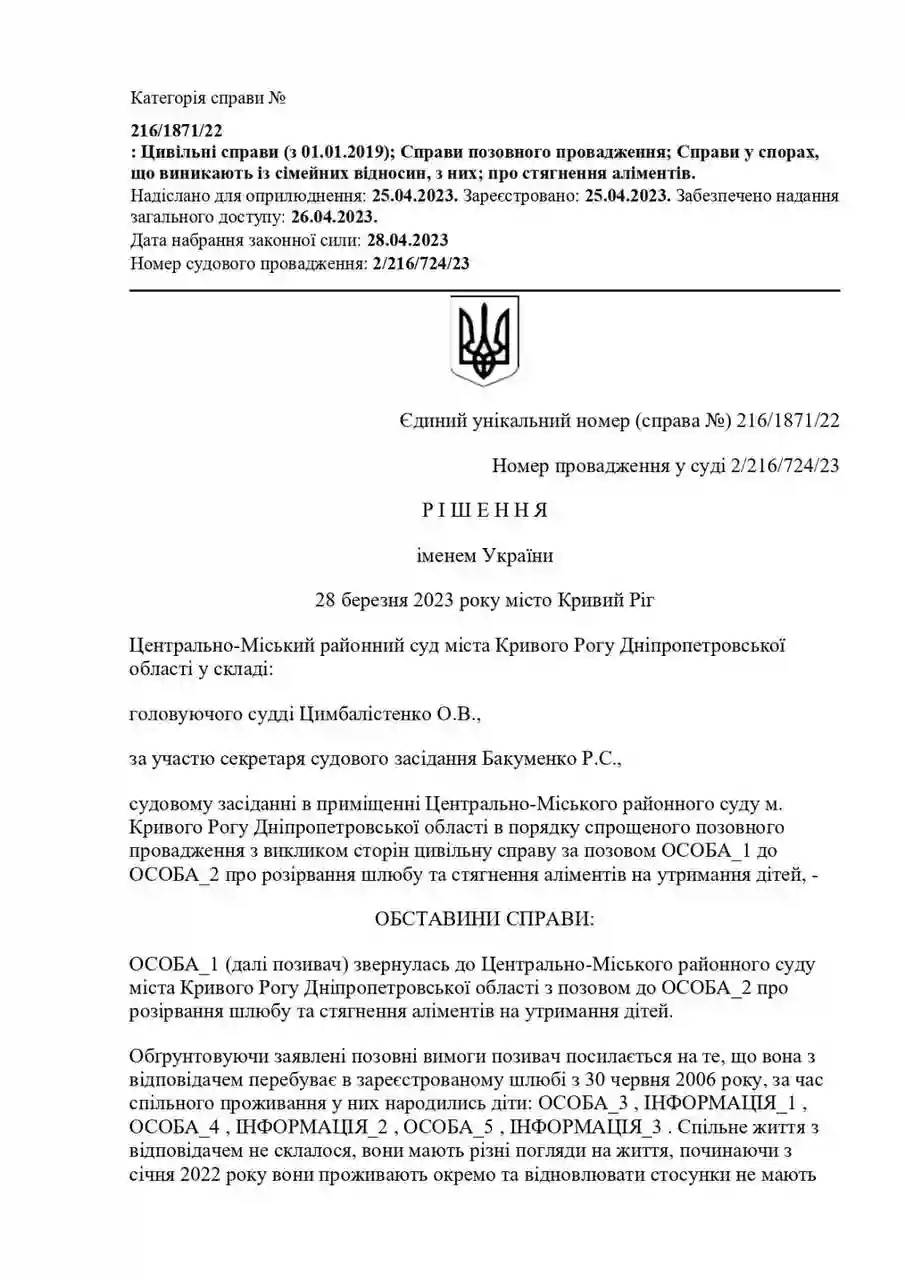 Категорія справи №
216/1871/22
: Цивільні справи (з 01.01.2019); Справи позовного провадження; Справи у спорах,
що виникають із сімейних відносин, з них; про стягнення аліментів.
Надіслано для оприлюднення: 25.04.2023. Зареєстровано: 25.04.2023. Забезпечено надання
загального доступу: 26.04.2023.
Дата набрання законної сили: 28.04.2023
Номер судового провадження: 2/216/724/23
Єдиний унікальний номер (справа №) 216/1871/22
Номер провадження у суді 2/216/724/23
Р І Ш Е Н Н Я
іменем України
28 березня 2023 року місто Кривий Ріг
Центрально-Міський районний суд міста Кривого Рогу Дніпропетровської
області у складі:
головуючого судді Цимбалістенко О.В.,
за участю секретаря судового засідання Бакуменко Р.С.,
судовому засіданні в приміщенні Центрально-Міського районного суду м.
Кривого Рогу Дніпропетровської області в порядку спрощеного позовного
провадження з викликом сторін цивільну справу за позовом ОСОБА_1 до
ОСОБА_2 про розірвання шлюбу та стягнення аліментів на утримання дітей, -
ОБСТАВИНИ СПРАВИ:
ОСОБА_1 (далі позивач) звернулась до Центрально-Міського районного суду
міста Кривого Рогу Дніпропетровської області з позовом до ОСОБА_2 про
розірвання шлюбу та стягнення аліментів на утримання дітей.
Обґрунтовуючи заявлені позовні вимоги позивач посилається на те, що вона з
відповідачем перебуває в зареєстрованому шлюбі з 30 червня 2006 року, за час
спільного проживання у них народились діти: ОСОБА_3 , ІНФОРМАЦІЯ_1 ,
ОСОБА_4 , ІНФОРМАЦІЯ_2 , ОСОБА_5 , ІНФОРМАЦІЯ_3 . Спільне життя з
відповідачем не склалося, вони мають різні погляди на життя, починаючи з
січня 2022 року вони проживають окремо та відновлювати стосунки не мають